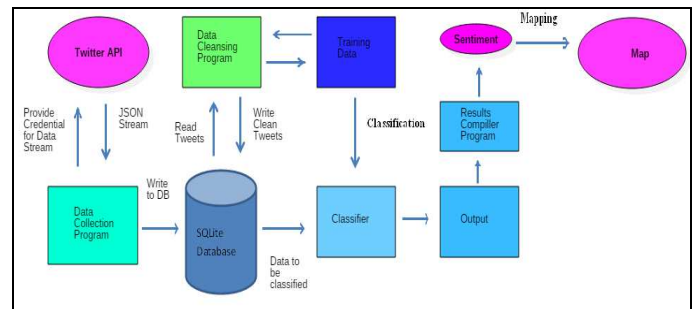 Mapping
Twitter API
Data
Cleansing
Program
Training
Data
Sentiment
Map
Provide
Credential
for Data
Stream
JSON
Stream
Read
Tweets
Write
Clean
Tweets
Classification
Results
Compiller
Program
Write
to DB
Data
Collection
Program
SQLite
Database
Data to
be
classified
Classifier
Output